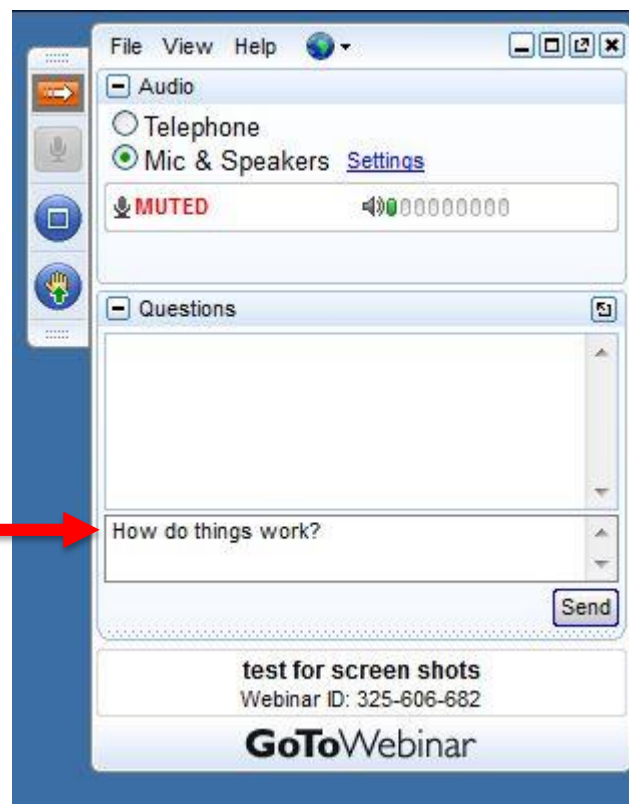 File View Help
Audio
Telephone
Mic & Speakers Settings
MUTED
Questions
How do things work?
Send
test for screen shots
Webinar ID: 325-606-682
GoToWebinar